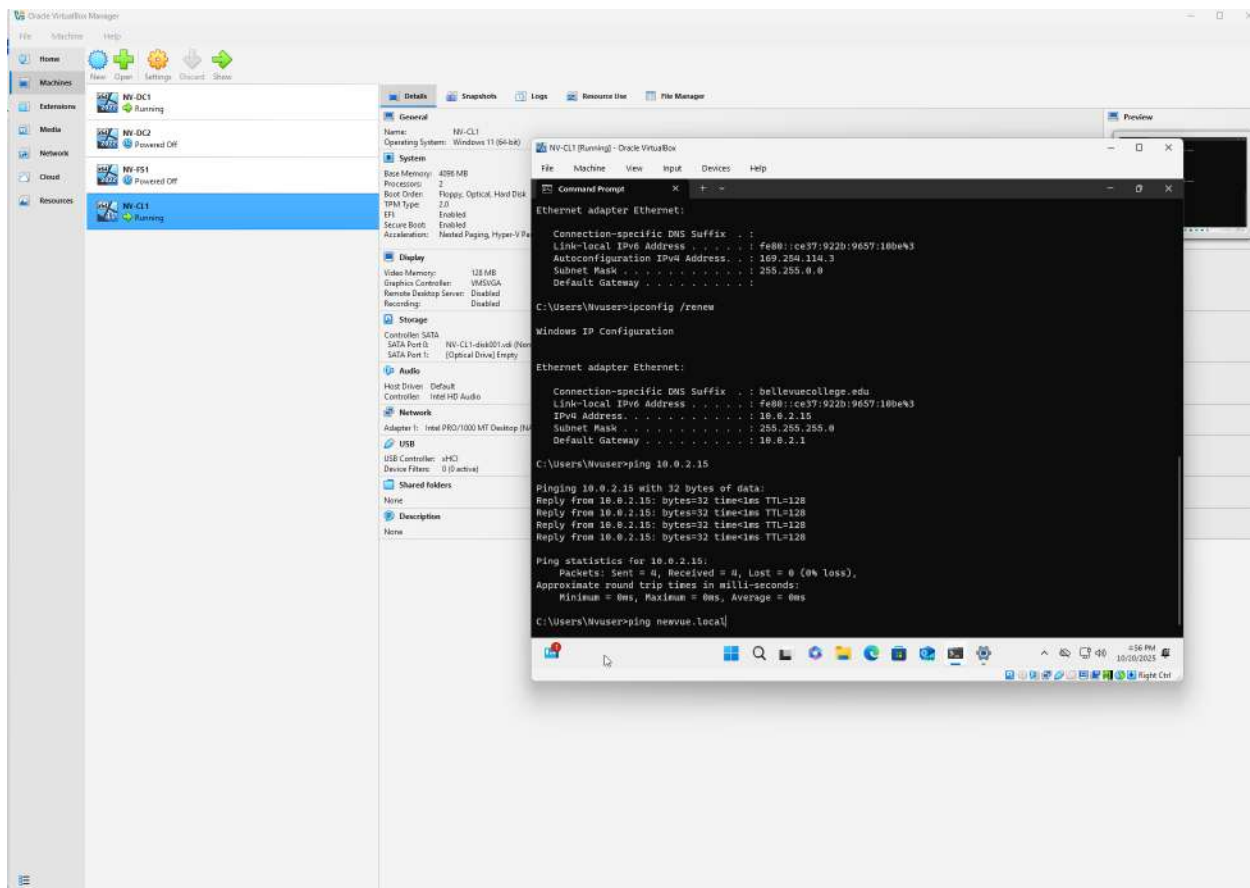 Oracle VirtualBox Manager
File Machine Help
Home
Machines
Extensions
Media
Network
Cloud
Resources
New Open Settings Discard Show
NV-DC1
Running
NV-DC2
Powered Off
NV-FS1
Powered Off
NV-CL1
Running
Details Snapshots Logs Resource Use File Manager
General
Name: NV-CL1
Operating System: Windows 11 (64-bit)
System
Base Memory: 4096 MB
Processors: 2
Boot Order: Floppy, Optical, Hard Disk
TPM Type: 2.0
EFI: Enabled
Secure Boot: Enabled
Acceleration: Nested Paging, Hyper-V Pa
Display
Video Memory: 128 MB
Graphics Controller: VMSVGA
Remote Desktop Server: Disabled
Recording: Disabled
Storage
Controller: SATA
SATA Port 0: NV-CL1-disk001.vdi (Nor
SATA Port 1: [Optical Drive] Empty
Audio
Host Driver: Default
Controller: Intel HD Audio
Network
Adapter 1: Intel PRO/1000 MT Desktop (NA
USB
USB Controller: xHCI
Device Filters: 0 (0 active)
Shared folders
None
Description
None
Preview
NV-CL1 [Running] - Oracle VirtualBox
File Machine View Input Devices Help
Command Prompt
Ethernet adapter Ethernet:
Connection-specific DNS Suffix . :
Link-local IPv6 Address . . . . . : fe80::ce37:922b:9657:10be%3
Autoconfiguration IPv4 Address. . : 169.254.114.3
Subnet Mask . . . . . . . . . . . : 255.255.0.0
Default Gateway . . . . . . . . . :
C:\Users\Nvuser>ipconfig /renew
Windows IP Configuration
Ethernet adapter Ethernet:
Connection-specific DNS Suffix . : bellevuecollege.edu
Link-local IPv6 Address . . . . . : fe80::ce37:922b:9657:10be%3
IPv4 Address. . . . . . . . . . . : 10.0.2.15
Subnet Mask . . . . . . . . . . . : 255.255.255.0
Default Gateway . . . . . . . . . : 10.0.2.1
C:\Users\Nvuser>ping 10.0.2.15
Pinging 10.0.2.15 with 32 bytes of data:
Reply from 10.0.2.15: bytes=32 time<1ms TTL=128
Reply from 10.0.2.15: bytes=32 time<1ms TTL=128
Reply from 10.0.2.15: bytes=32 time<1ms TTL=128
Reply from 10.0.2.15: bytes=32 time<1ms TTL=128
Ping statistics for 10.0.2.15:
Packets: Sent = 4, Received = 4, Lost = 0 (0% loss),
Approximate round trip times in milli-seconds:
Minimum = 0ms, Maximum = 0ms, Average = 0ms
C:\Users\Nvuser>ping newvue.local
4:56 PM
10/10/2025
Right Ctrl